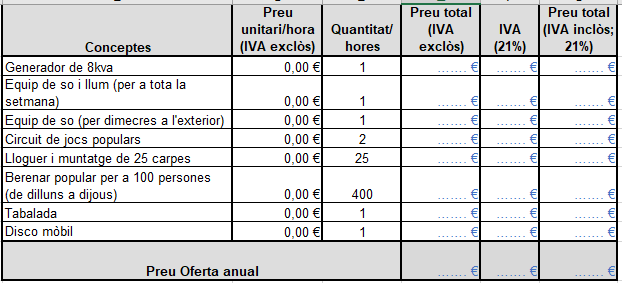 Conceptes Preu unitari/hora (IVA exclòs) Quantitat/ hores Preu total (IVA exclòs) IVA (21%) Preu total (IVA inclòs; 21%)
Generador de 8kva 0,00 € 1 ....... € ....... € ....... €
Equip de so i llum (per a tota la
setmana) 0,00 € 1 ....... € ....... € ....... €
Equip de so (per dimecres a l'exterior) 0,00 € 1 ....... € ....... € ....... €
Circuit de jocs populars 0,00 € 2 ....... € ....... € ....... €
Lloguer i muntatge de 25 carpes 0,00 € 25 ....... € ....... € ....... €
Berenar popular per a 100 persones
(de dilluns a dijous) 0,00 € 400 ....... € ....... € ....... €
Tabalada 0,00 € 1 ....... € ....... € ....... €
Disco mòbil 0,00 € 1 ....... € ....... € ....... €
Preu Oferta anual ....... € ....... € ....... €